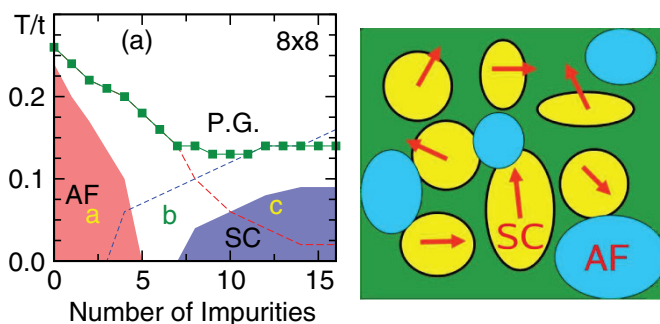 T/t
(a)
8x8
0.2
P.G.
0.1
AF
a
b
c
SC
0.0
0
5
10
15
Number of Impurities
SC
AF